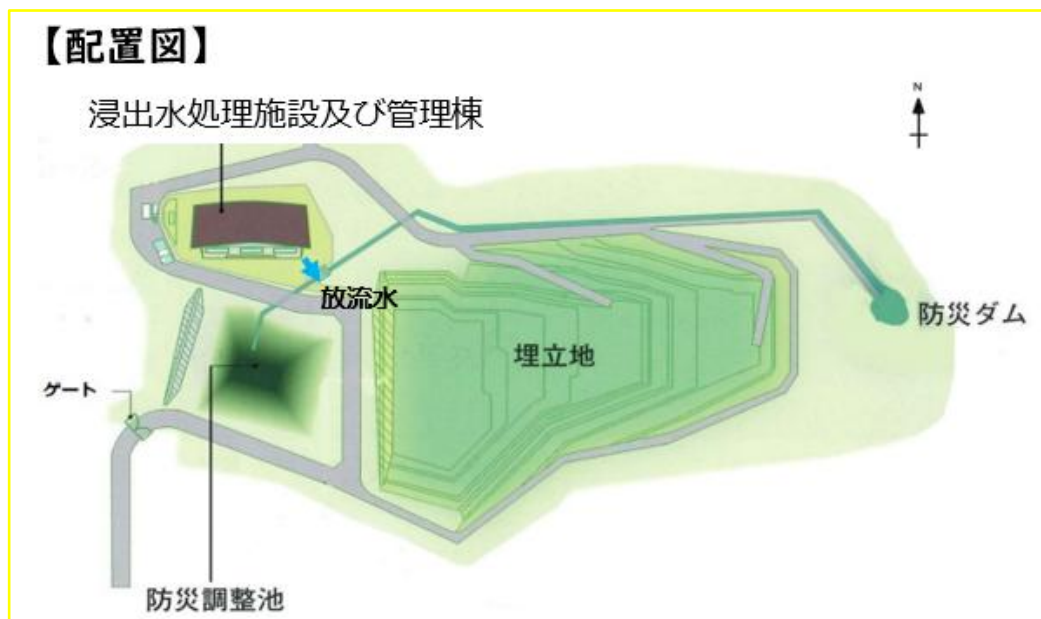 【配置図】
浸出水処理施設及び管理棟
N
放流水
防災ダム
埋立地
ゲート
防災調整池